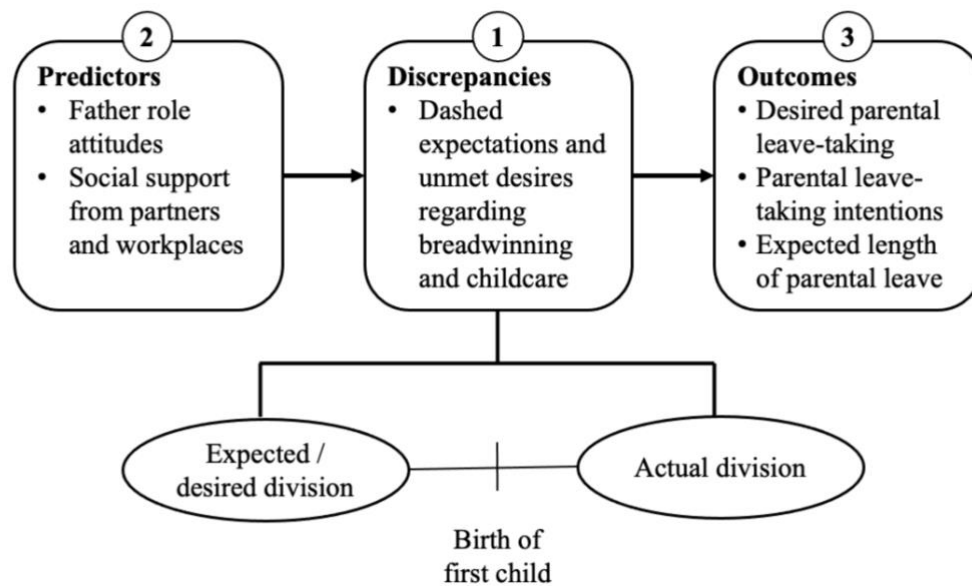 2
Predictors
• Father role
attitudes
• Social support
from partners
and workplaces
1
Discrepancies
• Dashed
expectations and
unmet desires
regarding
breadwinning
and childcare
3
Outcomes
• Desired parental
leave-taking
• Parental leave-
taking intentions
• Expected length
of parental leave
Expected /
desired division
Actual division
Birth of
first child